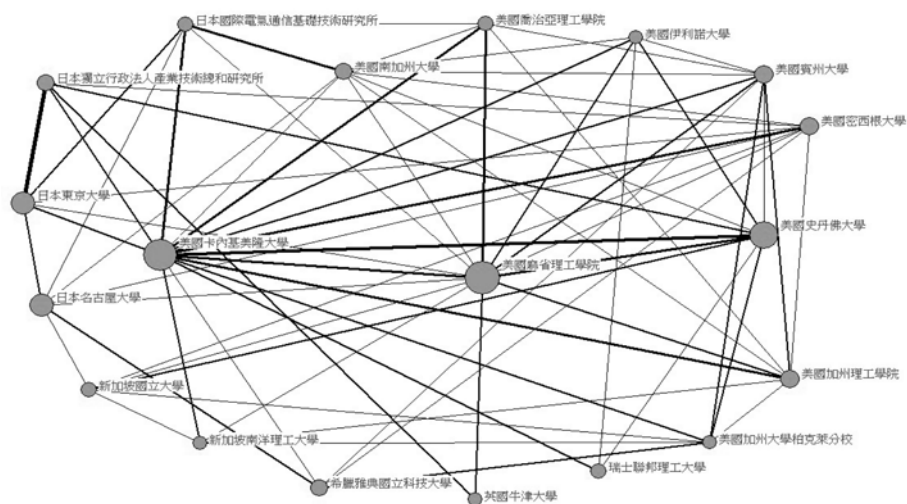 日本國際電氣通信基礎技術研究所
美國喬治亞理工學院
美國伊利諾大學
美國南加州大學
美國賓州大學
日本獨立行政法人產業技術總和研究所
美國密西根大學
日本東京大學
美國史丹佛大學
美國卡內基美隆大學
美國麻省理工學院
日本名古屋大學
美國加州理工學院
新加坡國立大學
新加坡南洋理工大學
美國加州大學柏克萊分校
瑞士聯邦理工大學
希臘雅典國立科技大學
英國牛津大學